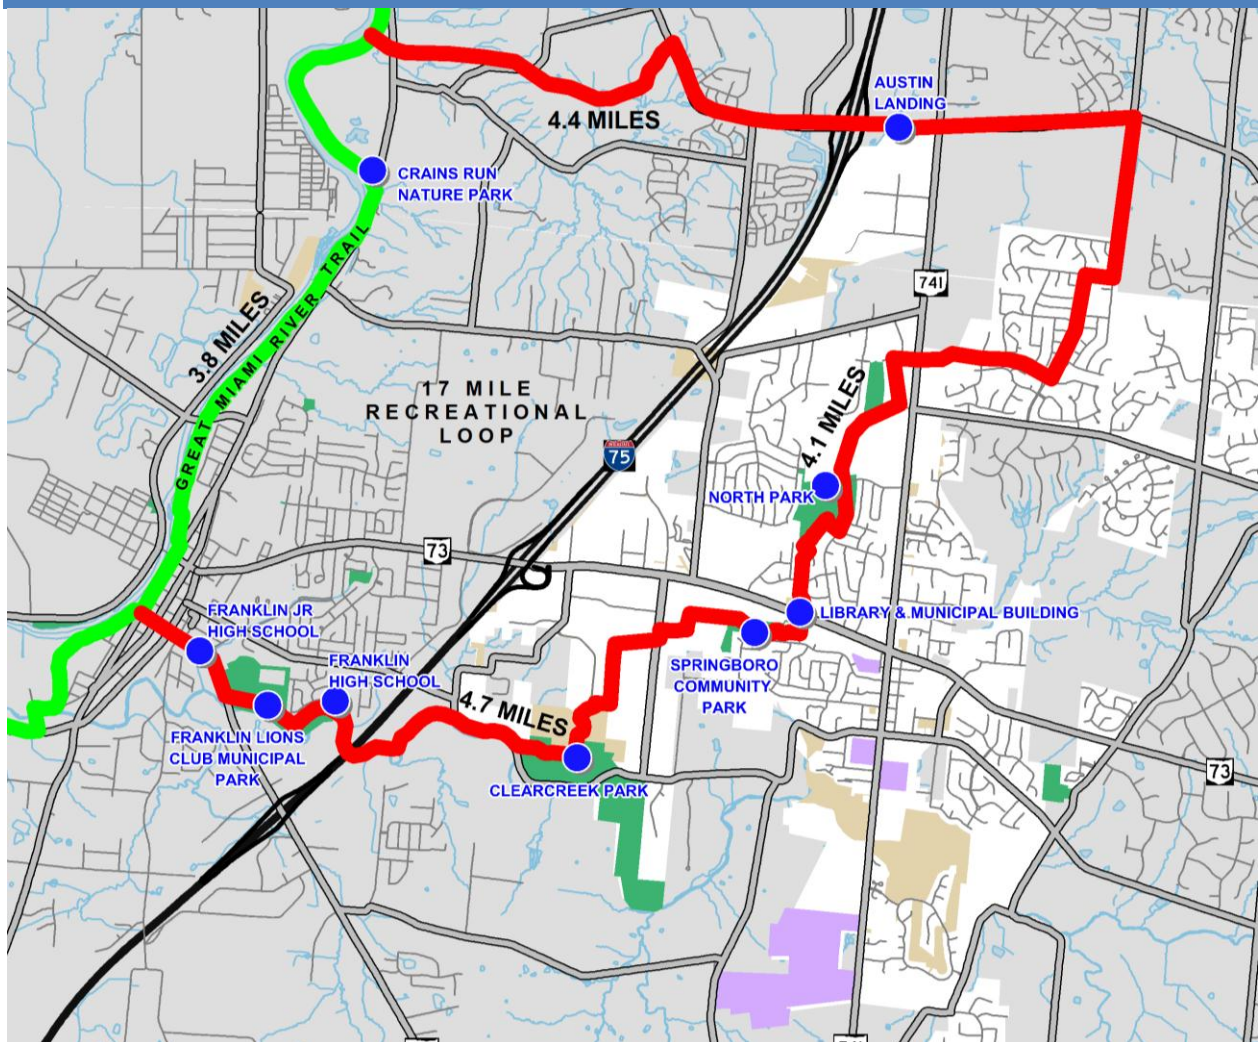 AUSTIN
LANDING
4.4 MILES
CRAINS RUN
NATURE PARK
GREAT MIAMI RIVER TRAIL
3.8 MILES
741
17 MILE
RECREATIONAL
LOOP
4.1 MILES
75
NORTH PARK
73
FRANKLIN JR
HIGH SCHOOL
LIBRARY & MUNICIPAL BUILDING
FRANKLIN
HIGH SCHOOL
SPRINGBORO
COMMUNITY
PARK
4.7 MILES
FRANKLIN LIONS
CLUB MUNICIPAL
PARK
CLEARCREEK PARK
73